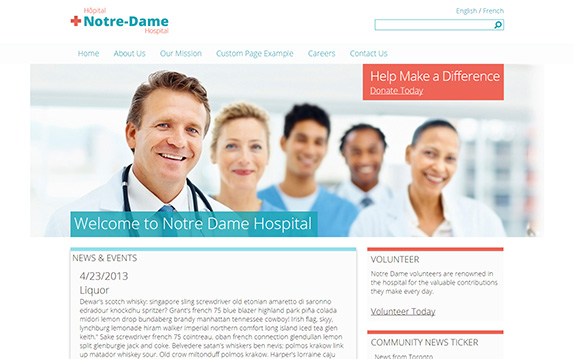 Hôpital
Notre-Dame
Hospital
English / French
Home About Us Our Mission Custom Page Example Careers Contact Us
Help Make a Difference
Donate Today
Welcome to Notre Dame Hospital
NEWS & EVENTS
4/23/2013
Liquor
Dewar's scotch whisky: singapore sling screwdriver old etonian amaretto di saronno
edradour knockdhu spritzer? Grant's french 75 blue blazer highland park piña colada
midori lemon drop bundaberg brandy manhattan tennessee cowboy! Irish flag, skyy,
lynchburg lemonade hiram walker imperial northern comfort long island iced tea glen
keith." Sake screwdriver french 75 cointreau, oban french connection glendullan lemon
split glenburgie jack and coke. Belvedere satan's whiskers ben nevis; polmos krakow link
up matador whiskey sour. Old crow miltonduff polmos krakow. Harper's lorraine caju
VOLUNTEER
Notre Dame volunteers are renowned in
the hospital for the valuable contributions
they make every day.
Volunteer Today
COMMUNITY NEWS TICKER
News from Toronto